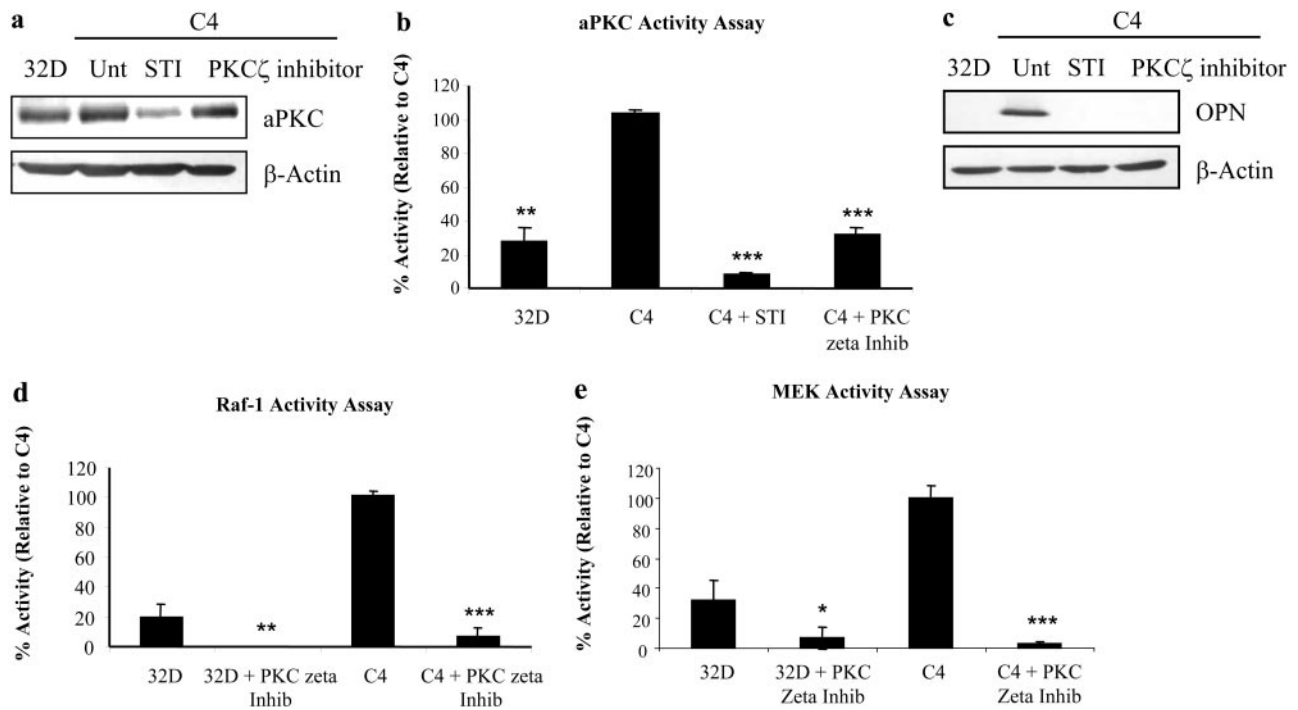 a
C4
32D Unt STI PKCζ inhibitor
aPKC
β-Actin
b
aPKC Activity Assay
% Activity (Relative to C4)
120
100
80
60
40
20
0
**
***
***
32D
C4
C4 + STI
C4 + PKC
zeta Inhib
c
C4
32D Unt STI PKCζ inhibitor
OPN
β-Actin
d
Raf-1 Activity Assay
% Activity (Relative to C4)
120
100
80
60
40
20
0
**
***
32D
32D + PKC zeta
Inhib
C4
C4 + PKC zeta
Inhib
e
MEK Activity Assay
% Activity (Relative to C4)
120
100
80
60
40
20
0
*
***
32D
32D + PKC
Zeta Inhib
C4
C4 + PKC
Zeta Inhib